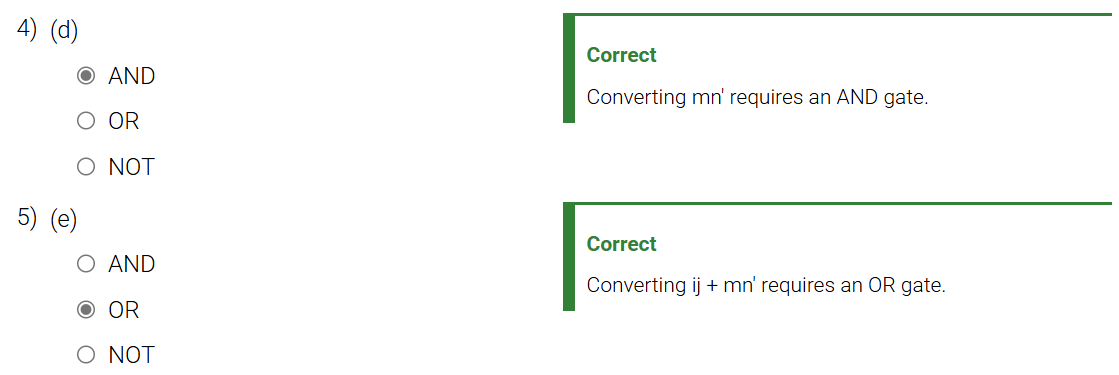 4) (d)
AND
OR
NOT
Correct
Converting mn' requires an AND gate.
5) (e)
AND
OR
NOT
Correct
Converting ij + mn' requires an OR gate.